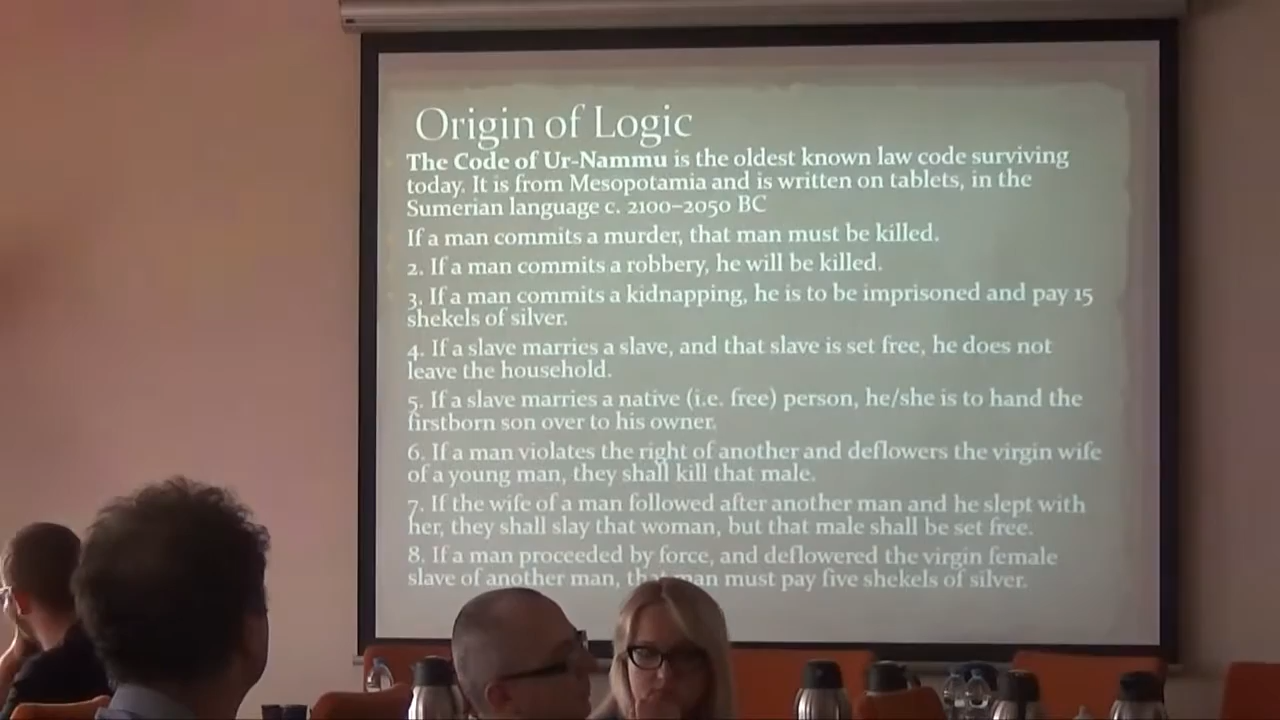 Origin of Logic
The Code of Ur-Nammu is the oldest known law code surviving
today. It is from Mesopotamia and is written on tablets, in the
Sumerian language c. 2100–2050 BC
If a man commits a murder, that man must be killed.
2. If a man commits a robbery, he will be killed.
3. If a man commits a kidnapping, he is to be imprisoned and pay 15
shekels of silver.
4. If a slave marries a slave, and that slave is set free, he does not
leave the household.
5. If a slave marries a native (i.e. free) person, he/she is to hand the
firstborn son over to his owner.
6. If a man violates the right of another and deflowers the virgin wife
of a young man, they shall kill that male.
7. If the wife of a man followed after another man and he slept with
her, they shall slay that woman, but that male shall be set free.
8. If a man proceeded by force, and deflowered the virgin female
slave of another man, that man must pay five shekels of silver.